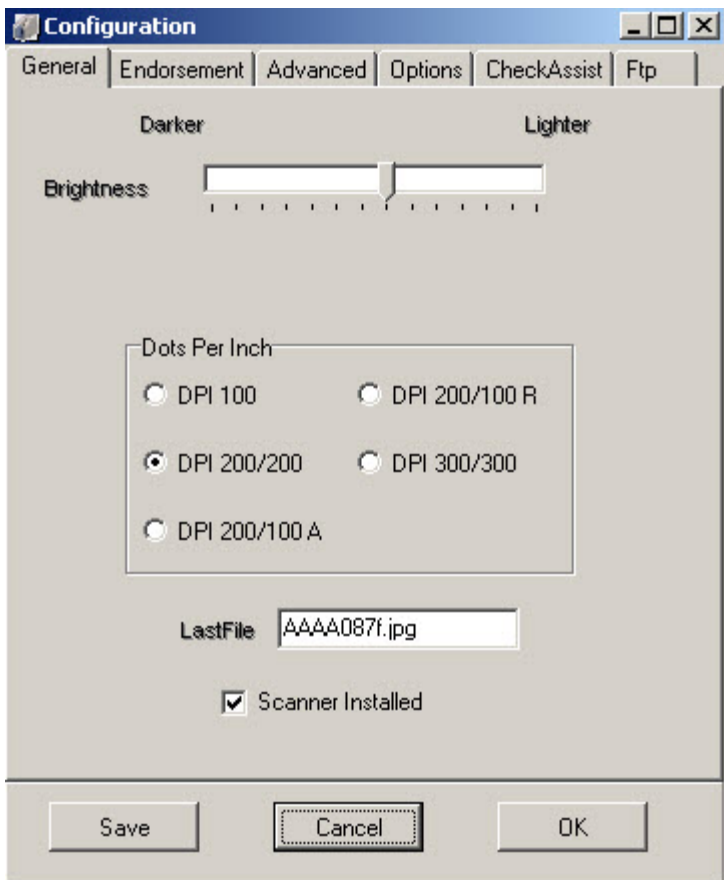 Configuration
General Endorsement Advanced Options CheckAssist Ftp
Darker Lighter
Brightness
Dots Per Inch
DPI 100 DPI 200/100 R
DPI 200/200 DPI 300/300
DPI 200/100 A
LastFile AAAA087f.jpg
Scanner Installed
Save Cancel OK